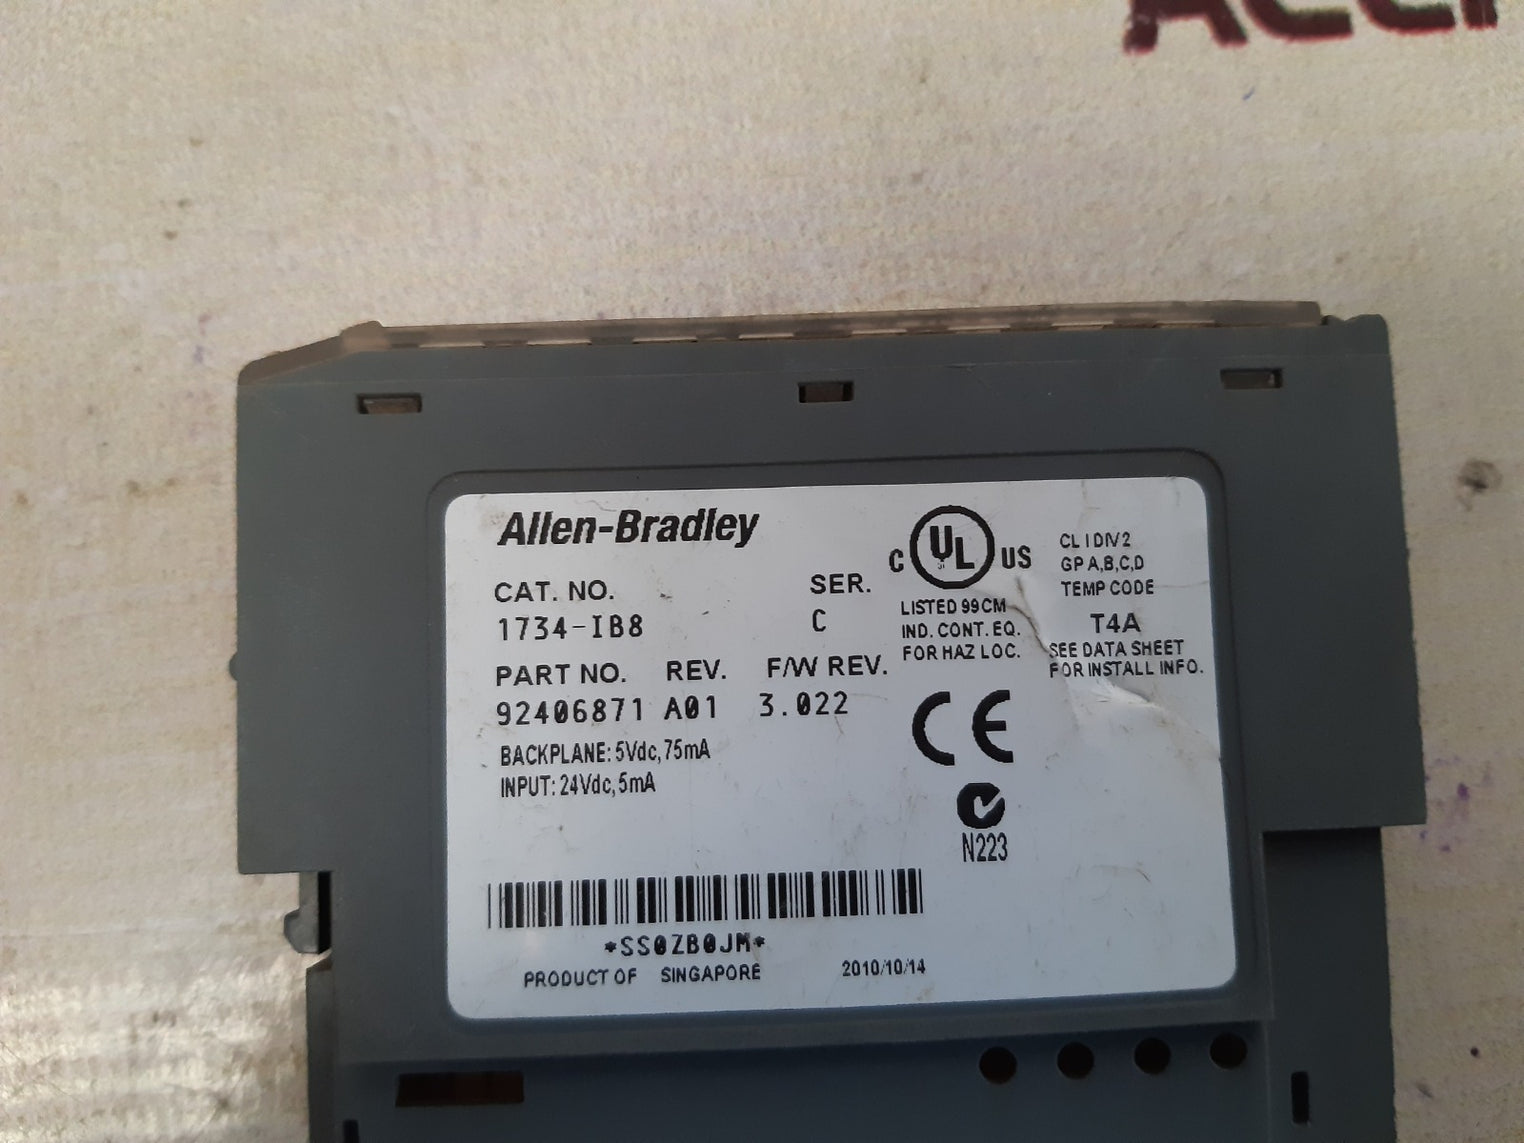 Allen-Bradley
CAT. NO. SER.
1734-IB8 C
PART NO. REV. F/W REV.
92406871 A01 3.022
BACKPLANE: 5Vdc, 75mA
INPUT: 24Vdc, 5mA
C UL US
LISTED 99CM
IND. CONT. EQ.
FOR HAZ LOC.
CL I DIV 2
GP A,B,C,D
TEMP CODE
T4A
SEE DATA SHEET
FOR INSTALL INFO.
CE
N223
*SS0ZB0JM*
PRODUCT OF SINGAPORE 2010/10/14